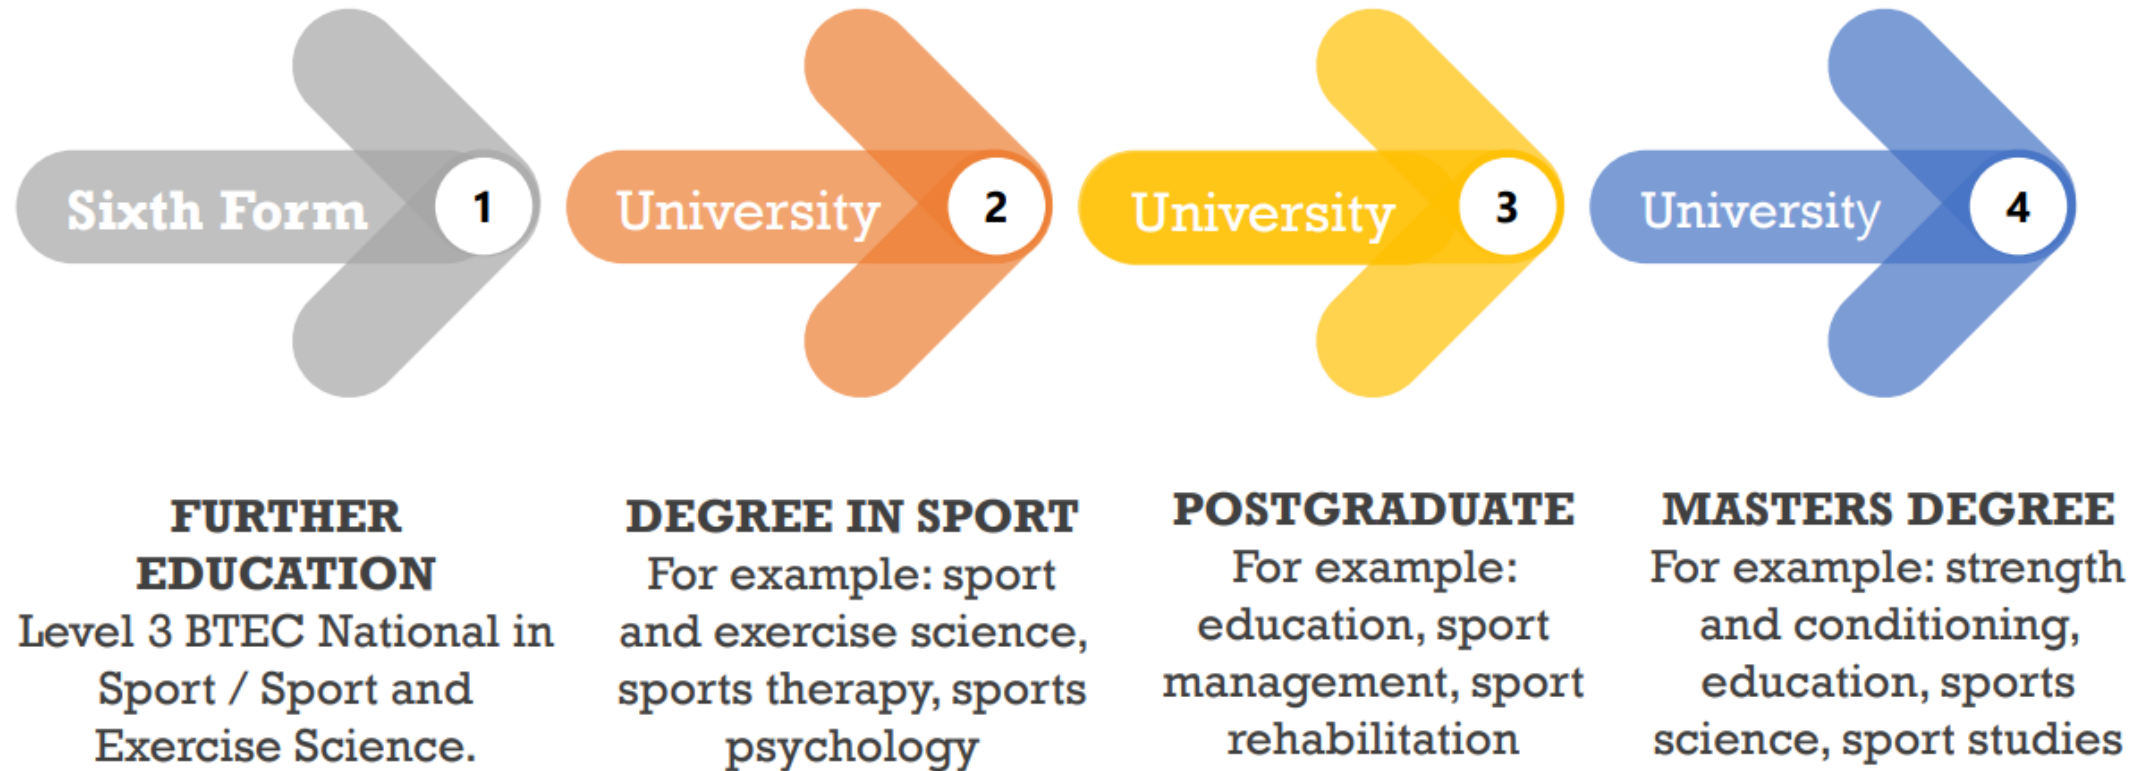 Sixth Form
1
University
2
University
3
University
4
FURTHER
EDUCATION
Level 3 BTEC National in
Sport / Sport and
Exercise Science.
DEGREE IN SPORT
For example: sport
and exercise science,
sports therapy, sports
psychology
POSTGRADUATE
For example:
education, sport
management, sport
rehabilitation
MASTERS DEGREE
For example: strength
and conditioning,
education, sports
science, sport studies